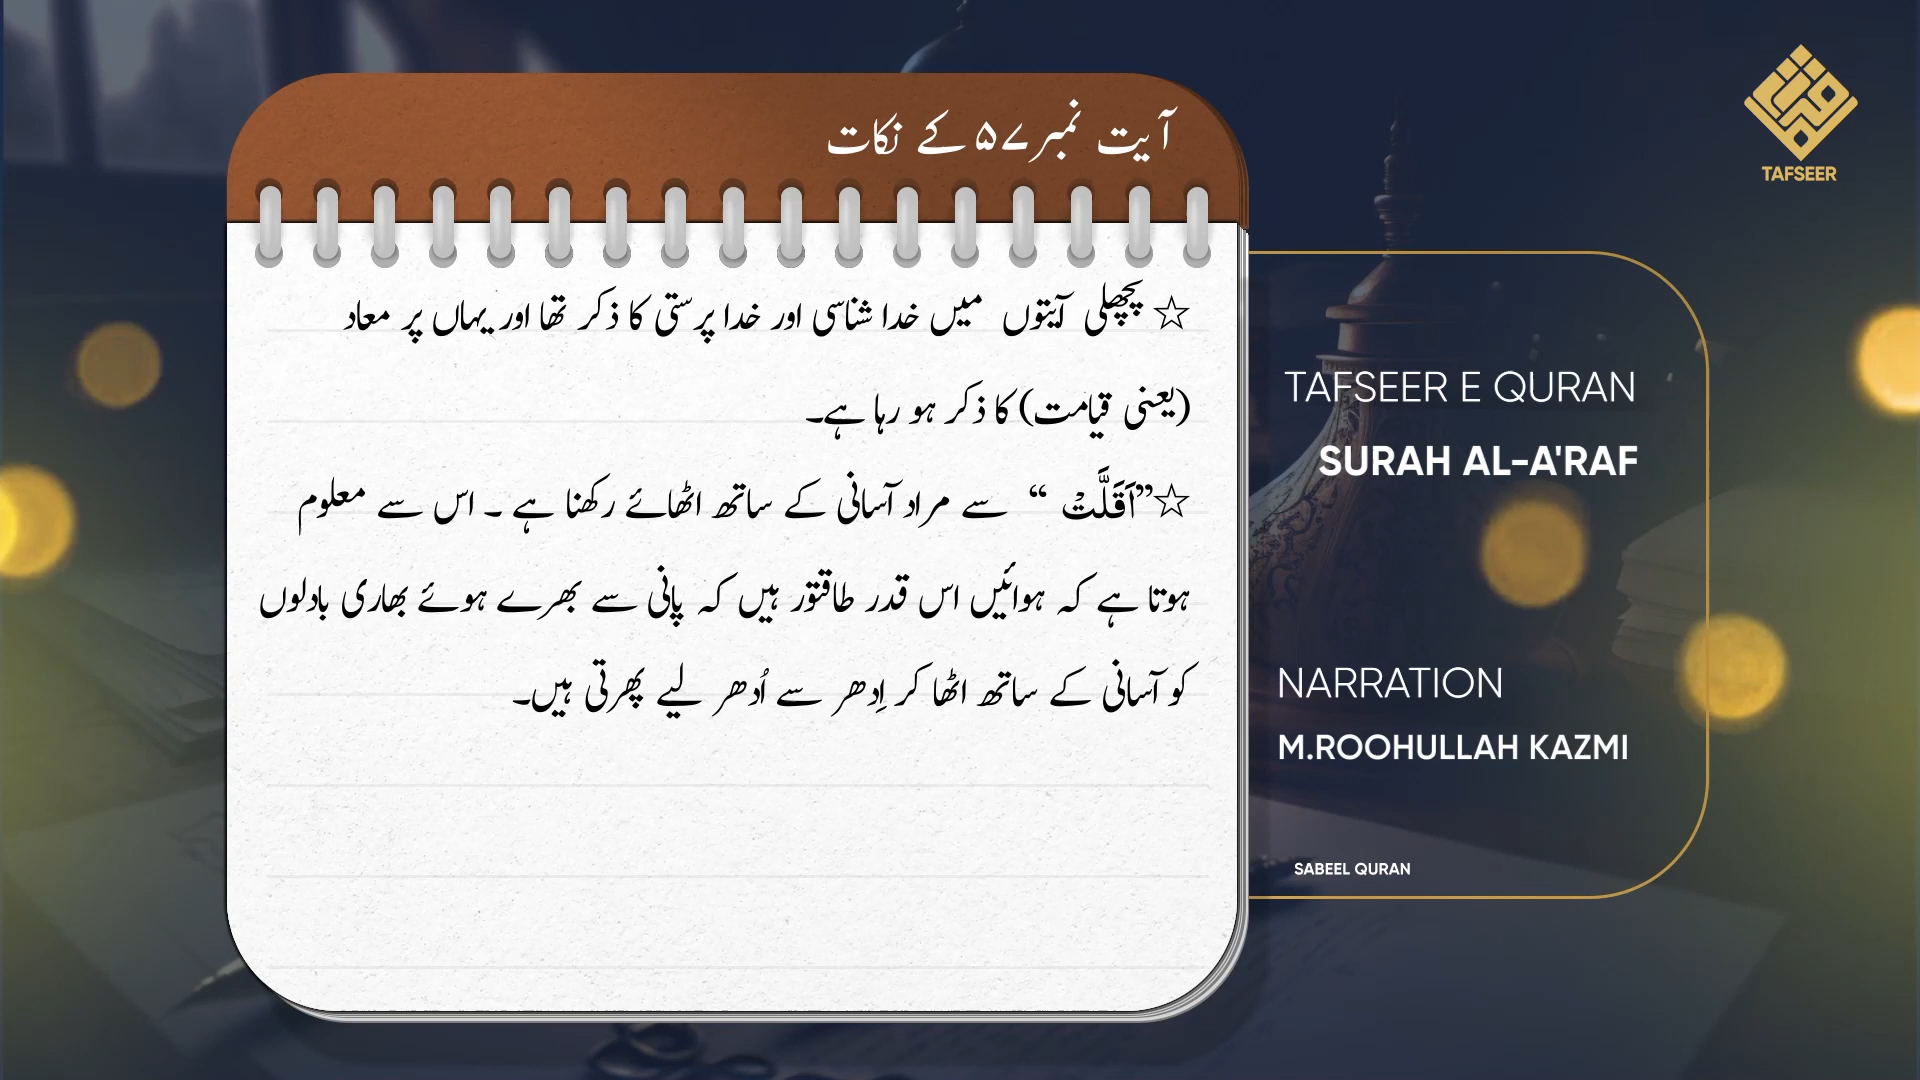 آیت نمبر ۵۷ کے نکات
☆ پچھلی آیتوں میں خدا شناسی اور خدا پرستی کا ذکر تھا اور یہاں پر معاد
(یعنی قیامت) کا ذکر ہو رہا ہے۔
☆”اَقَلَّتْ “ سے مراد آسانی کے ساتھ اٹھائے رکھنا ہے ۔ اس سے معلوم
ہوتا ہے کہ ہوائیں اس قدر طاقتور ہیں کہ پانی سے بھرے ہوئے بھاری بادلوں
کو آسانی کے ساتھ اٹھا کر اِدھر سے اُدھر لیے پھرتی ہیں۔
TAFSEER
TAFSEER E QURAN
SURAH AL-A'RAF
NARRATION
M.ROOHULLAH KAZMI
SABEEL QURAN